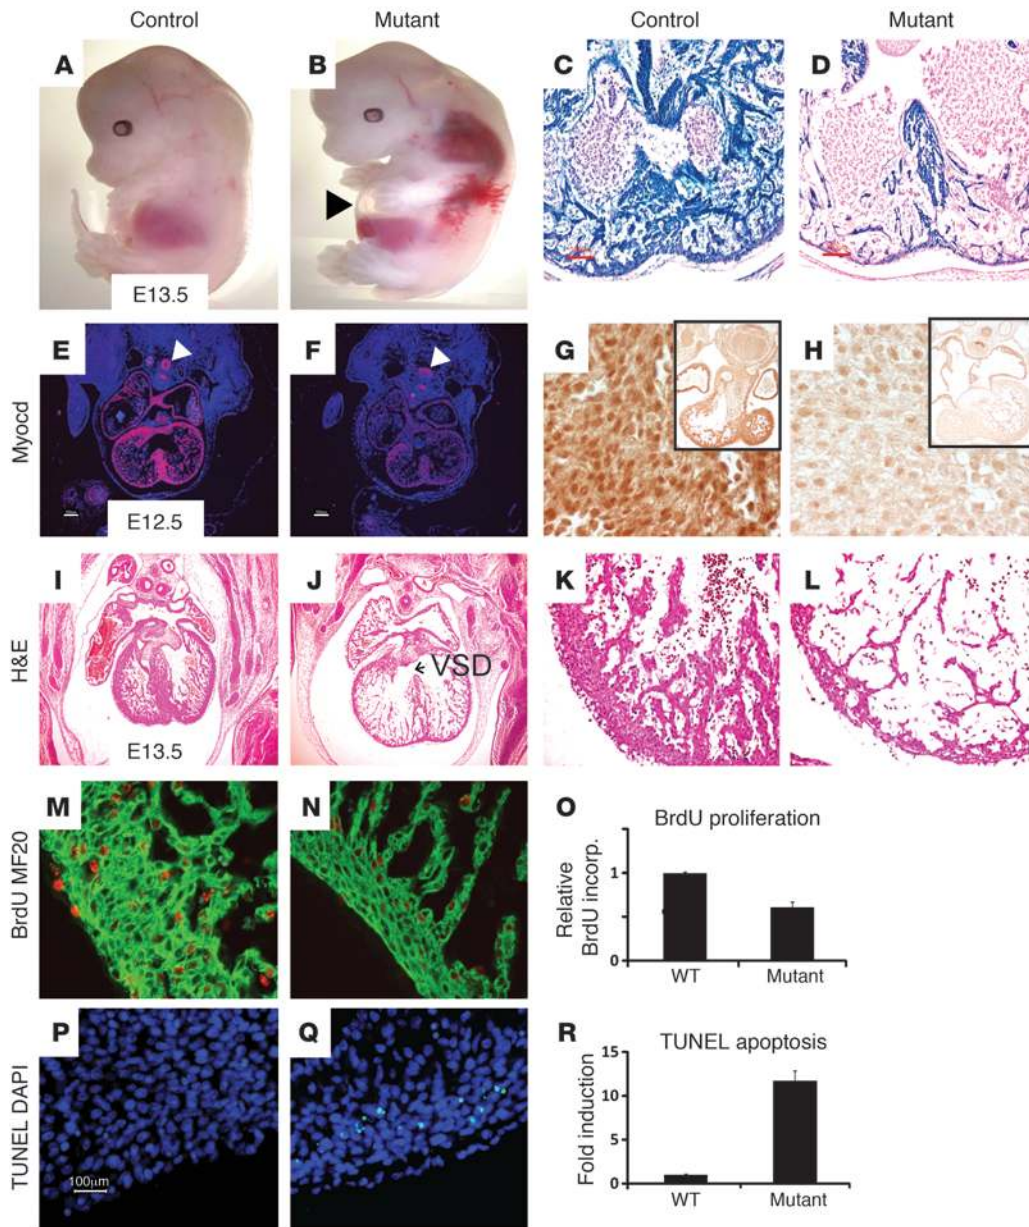 Control Mutant Control Mutant
A B C D
E13.5
Myocd
E F G H
E12.5
H&E
I J K L
VSD
E13.5
BrdU MF20
M N O
BrdU proliferation
Relative
BrdU incorp.
1
0
WT Mutant
TUNEL DAPI
P Q R
100μm
TUNEL apoptosis
Fold induction
15
10
5
0
WT Mutant